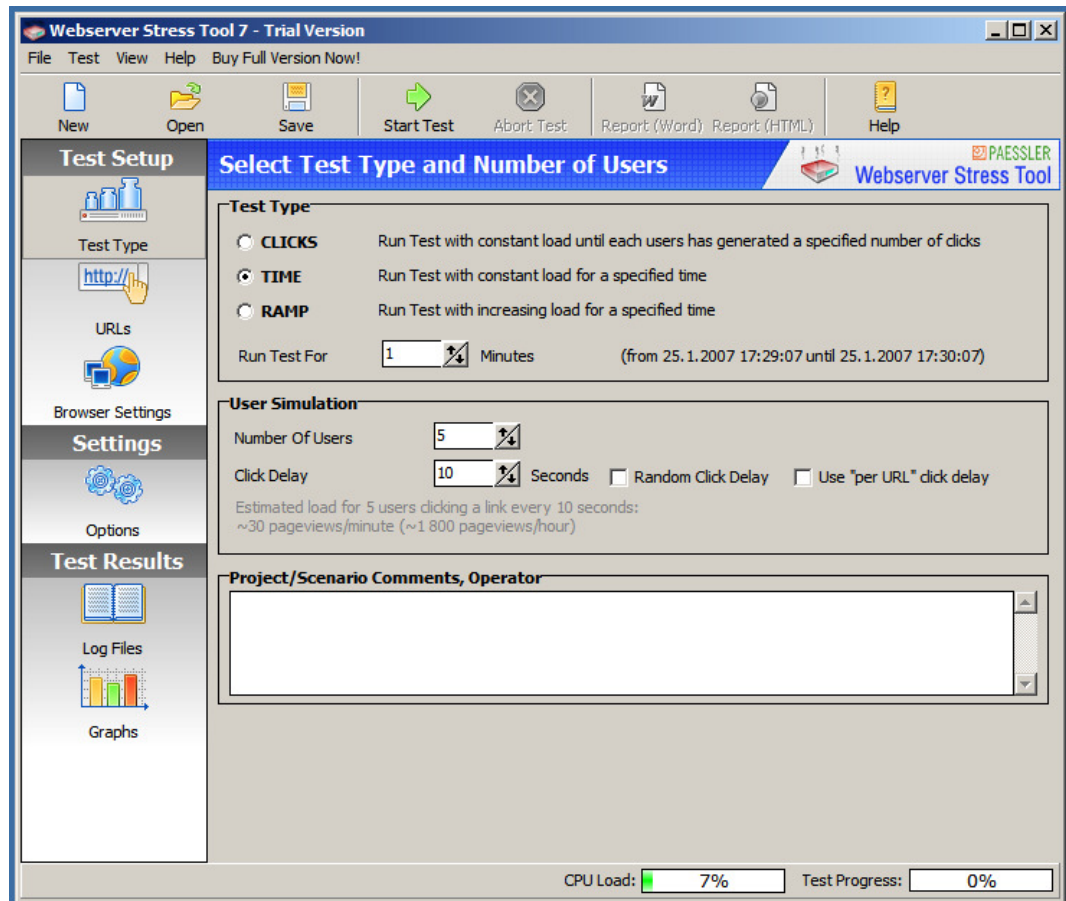 Webserver Stress Tool 7 - Trial Version
File Test View Help Buy Full Version Now!
New Open Save Start Test Abort Test Report (Word) Report (HTML) Help
Test Setup
Test Type
http://
URLs
Browser Settings
Settings
Options
Test Results
Log Files
Graphs
Select Test Type and Number of Users
PAESSLER
Webserver Stress Tool
Test Type
CLICKS Run Test with constant load until each users has generated a specified number of clicks
TIME Run Test with constant load for a specified time
RAMP Run Test with increasing load for a specified time
Run Test For 1 Minutes (from 25.1.2007 17:29:07 until 25.1.2007 17:30:07)
User Simulation
Number Of Users 5
Click Delay 10 Seconds Random Click Delay Use "per URL" click delay
Estimated load for 5 users clicking a link every 10 seconds:
~30 pageviews/minute (~1 800 pageviews/hour)
Project/Scenario Comments, Operator
CPU Load: 7% Test Progress: 0%